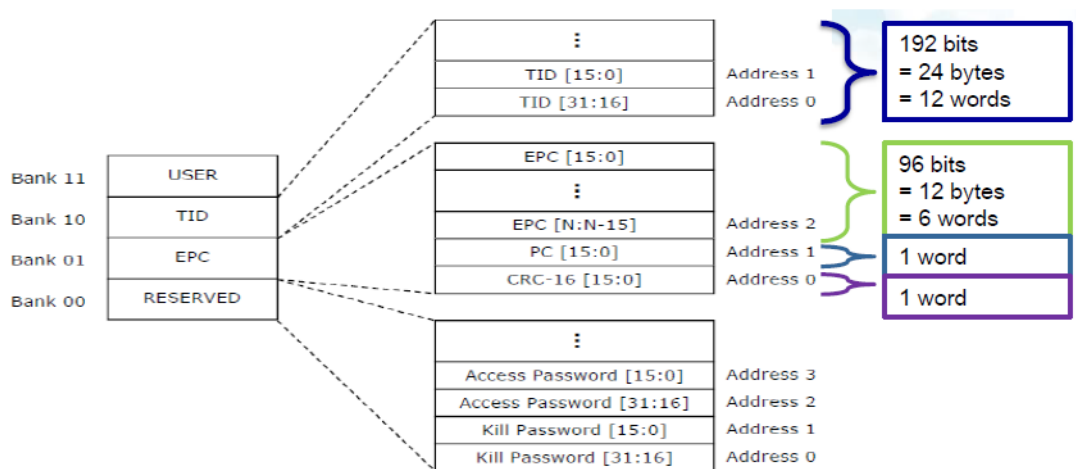 Bank 11
USER
Bank 10
TID
Bank 01
EPC
Bank 00
RESERVED
⋮
TID [15:0] Address 1
TID [31:16] Address 0
EPC [15:0]
⋮
EPC [N:N-15] Address 2
PC [15:0] Address 1
CRC-16 [15:0] Address 0
⋮
Access Password [15:0] Address 3
Access Password [31:16] Address 2
Kill Password [15:0] Address 1
Kill Password [31:16] Address 0
192 bits
= 24 bytes
= 12 words
96 bits
= 12 bytes
= 6 words
1 word
1 word